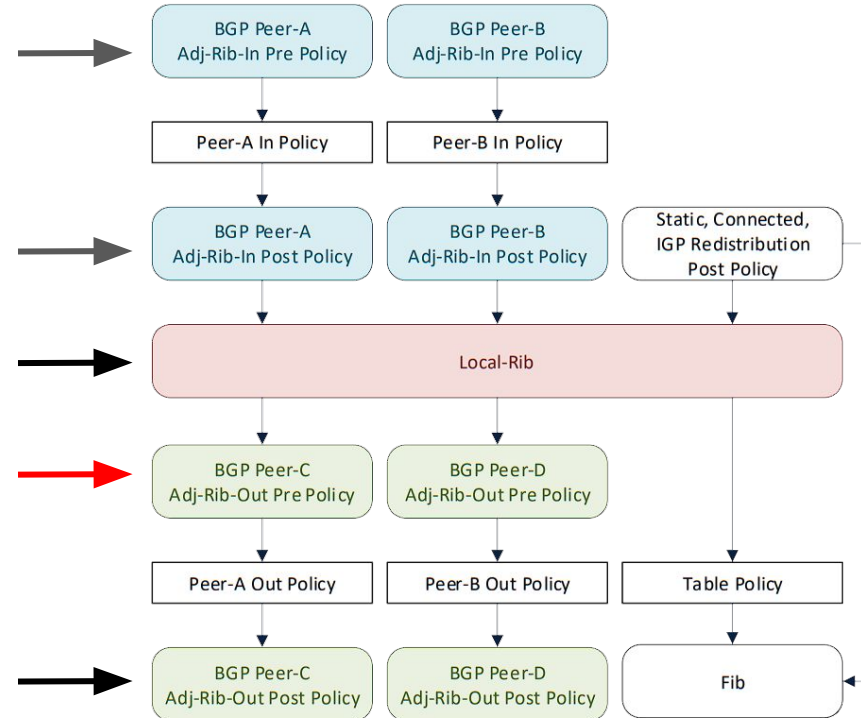 BGP Peer-A
Adj-Rib-In Pre Policy
BGP Peer-B
Adj-Rib-In Pre Policy
Peer-A In Policy
Peer-B In Policy
BGP Peer-A
Adj-Rib-In Post Policy
BGP Peer-B
Adj-Rib-In Post Policy
Static, Connected,
IGP Redistribution
Post Policy
Local-Rib
BGP Peer-C
Adj-Rib-Out Pre Policy
BGP Peer-D
Adj-Rib-Out Pre Policy
Peer-A Out Policy
Peer-B Out Policy
Table Policy
BGP Peer-C
Adj-Rib-Out Post Policy
BGP Peer-D
Adj-Rib-Out Post Policy
Fib